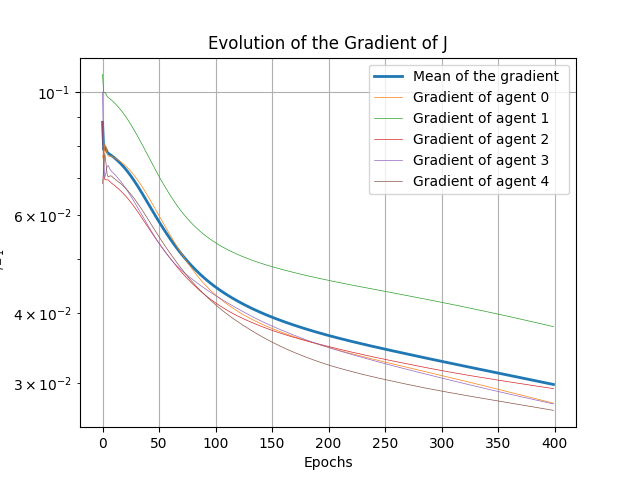 Evolution of the Gradient of J
Mean of the gradient
Gradient of agent 0
Gradient of agent 1
Gradient of agent 2
Gradient of agent 3
Gradient of agent 4
10⁻¹
6 × 10⁻²
4 × 10⁻²
3 × 10⁻²
0 50 100 150 200 250 300 350 400
Epochs